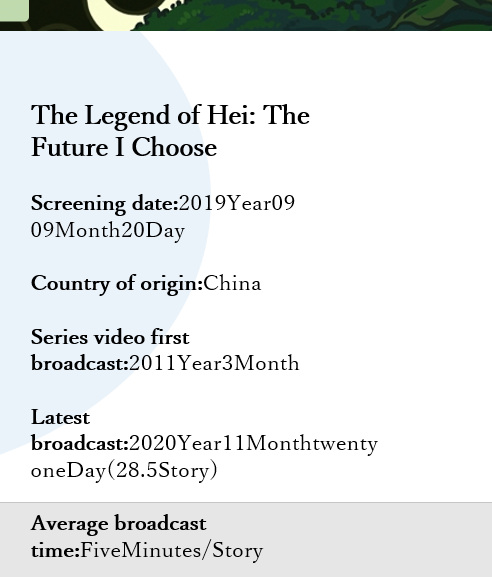 The Legend of Hei: The
Future I Choose
Screening date:2019Year09
09Month20Day
Country of origin:China
Series video first
broadcast:2011Year3Month
Latest
broadcast:2020Year11Monthtwenty
oneDay(28.5Story)
Average broadcast
time:FiveMinutes/Story